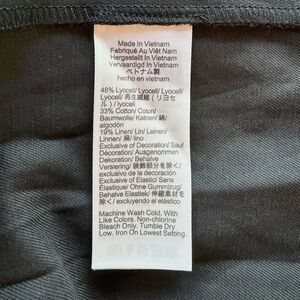 Made In Vietnam
Fabriqué Au Việt Nam
Hergestellt In Vietnam
Vervaardigd In Vietnam
ベトナム製
hecho en vietnam
48% Lyocell/ Lyocell/ Lyocell/
Lyocell/ 再生繊維 ( リヨセ
ル ) / lyocell
33% Cotton/ Coton/
Baumwolle/ Katoen/ 綿/
algodón
19% Linen/ Lin/ Leinen/
Linnen/ 麻/ lino
Exclusive of Decoration/ Sauf
Décoration/ Ausgenommen
Dekoration/ Behalve
Versiering/ 装飾部分を除く/
exclusivo de la decoración
Exclusive of Elastic/ Sans
Élastique/ Ohne Gummizug/
Behalve Elastiek/ 伸縮素材を
除く/ excluyendo el elástico
Machine Wash Cold. With
Like Colors. Non-chlorine
Bleach Only. Tumble Dry
Low. Iron On Lowest Setting.